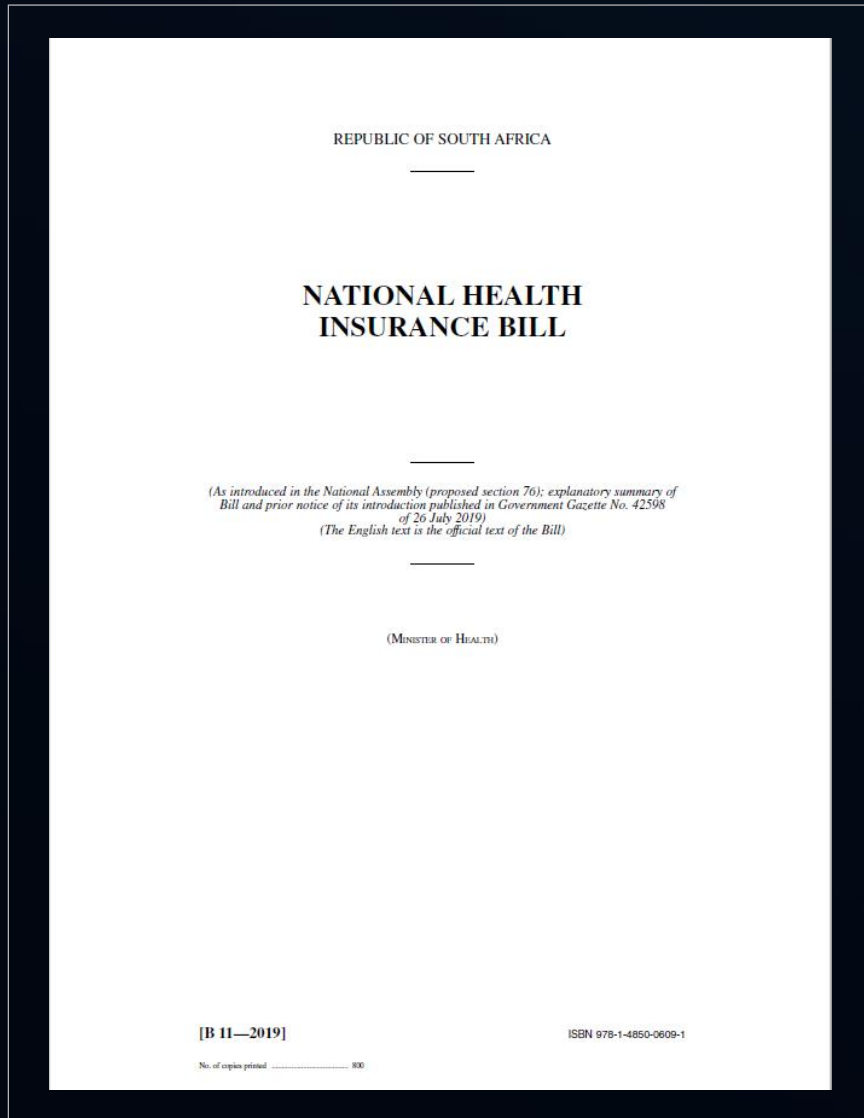 REPUBLIC OF SOUTH AFRICA
NATIONAL HEALTH
INSURANCE BILL
(As introduced in the National Assembly (proposed section 76); explanatory summary of
Bill and prior notice of its introduction published in Government Gazette No. 42598
of 26 July 2019)
(The English text is the official text of the Bill)
(MINISTER OF HEALTH)
[B 11—2019]
ISBN 978-1-4850-0609-1
No. of copies printed ....................................... 800